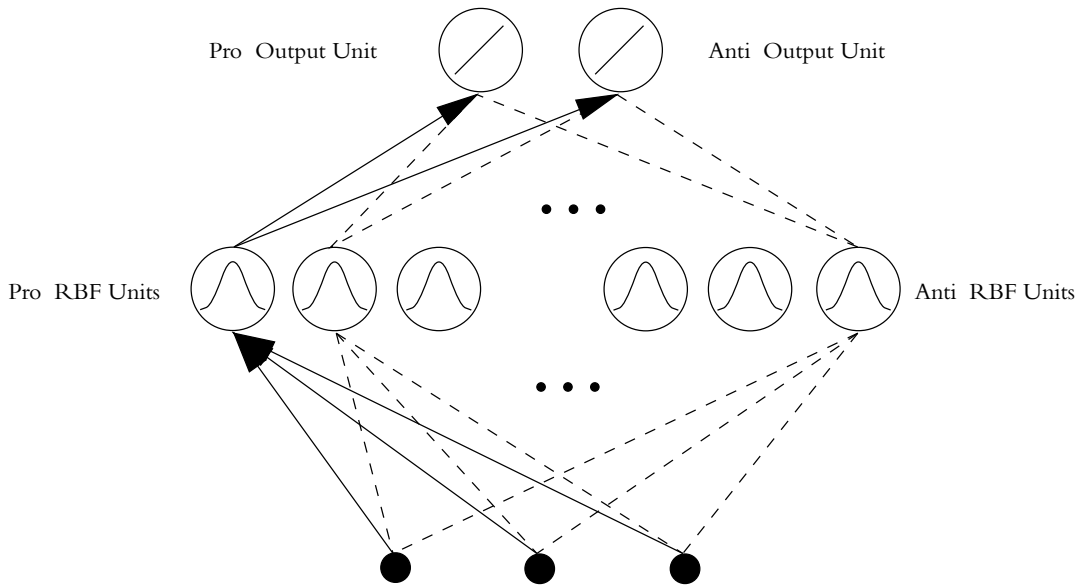 Pro Output Unit
Anti Output Unit
Pro RBF Units
Anti RBF Units